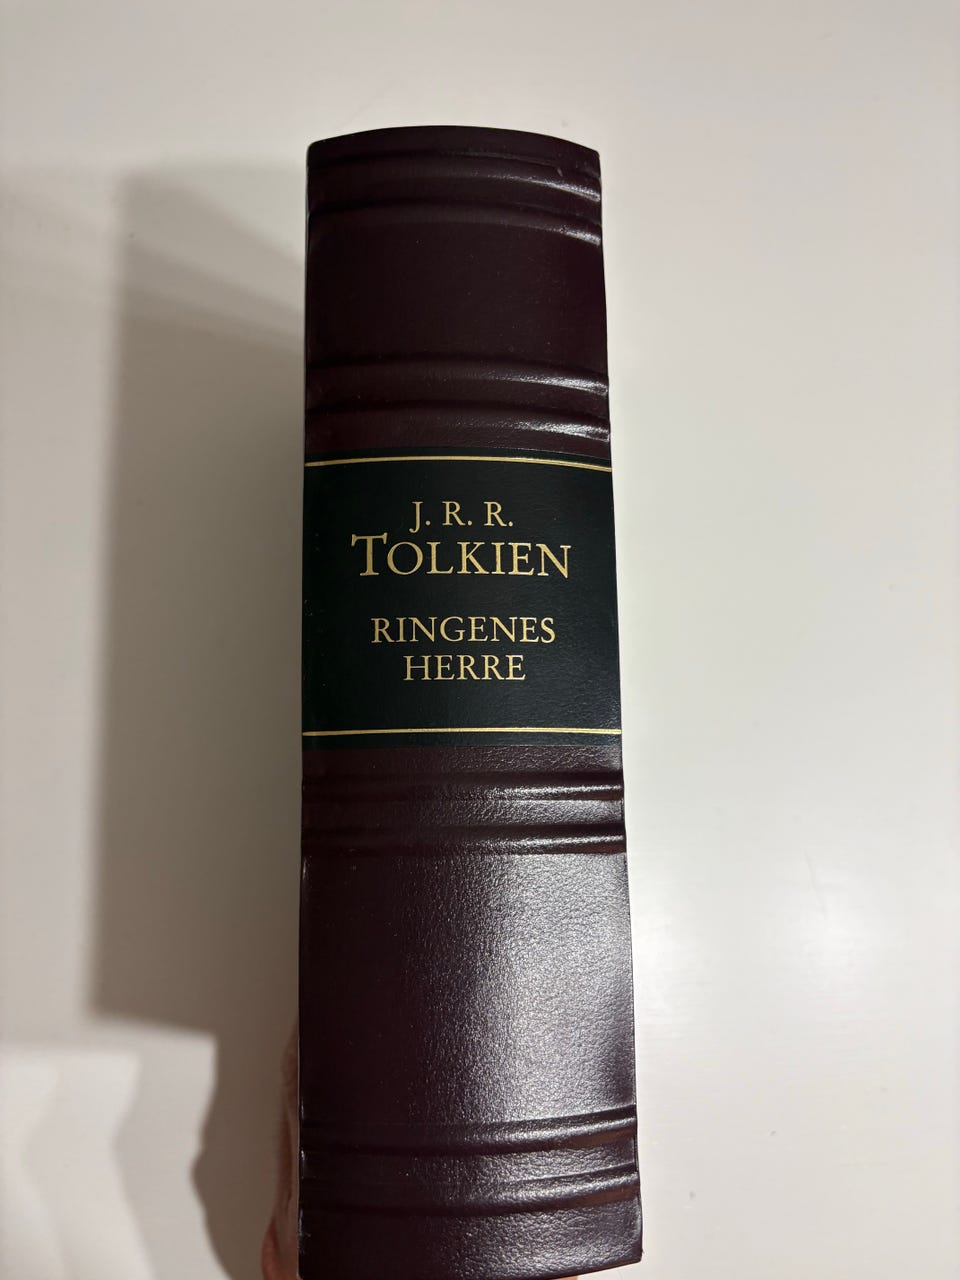 J. R. R.
TOLKIEN
RINGENES
HERRE